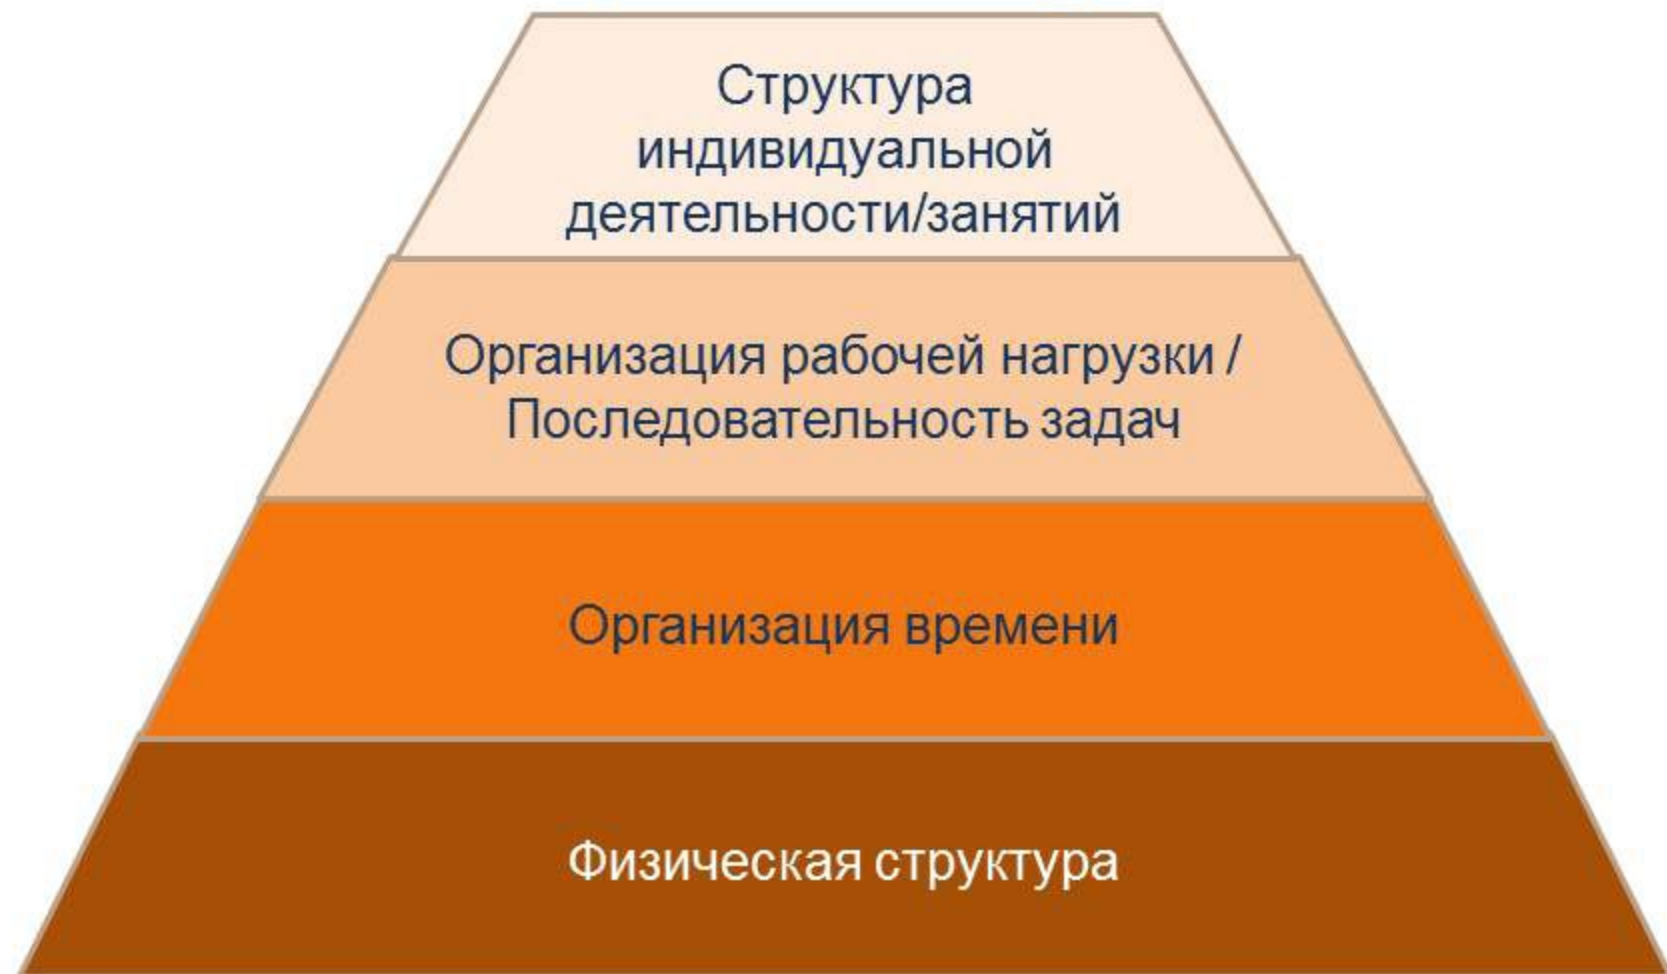 Структура
индивидуальной
деятельности/занятий
Организация рабочей нагрузки /
Последовательность задач
Организация времени
Физическая структура